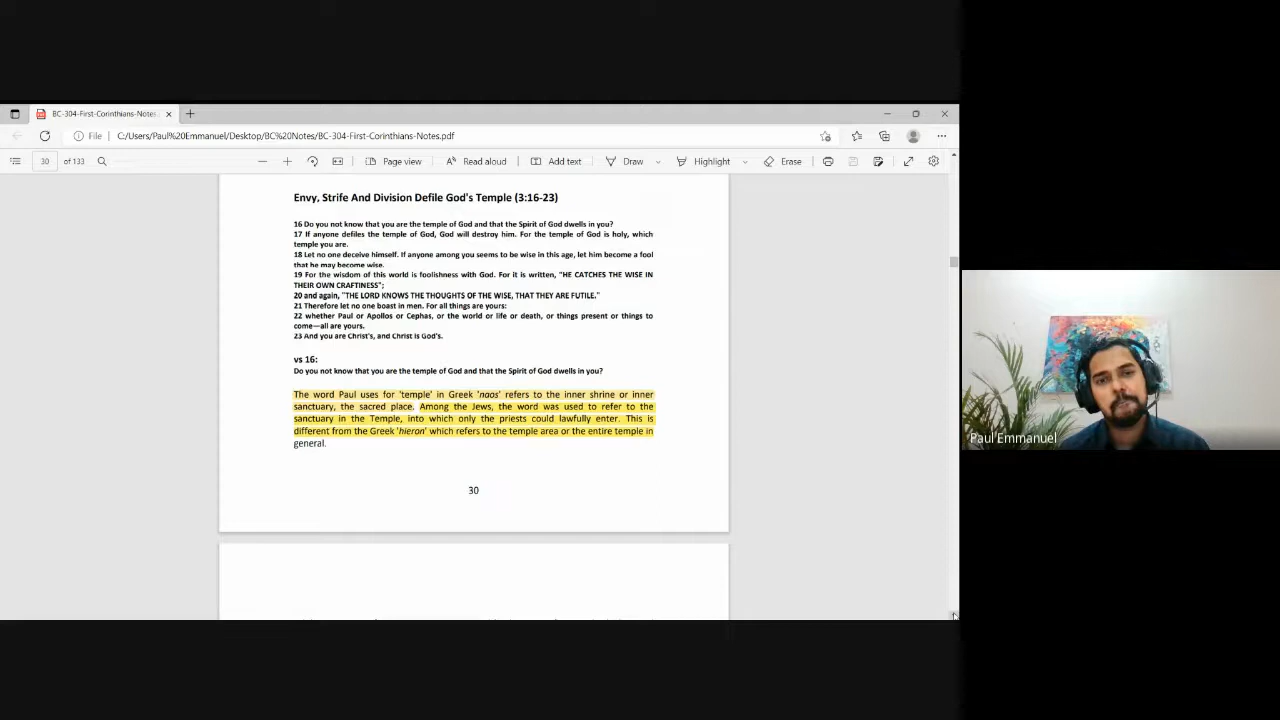 BC-304-First-Corinthians-Notes.
File
C:/Users/Paul%20Emmanuel/Desktop/BC%20Notes/BC-304-First-Corinthians-Notes.pdf
30 of 133
Page view
Read aloud
Add text
Draw
Highlight
Erase
Envy, Strife And Division Defile God's Temple (3:16-23)
16 Do you not know that you are the temple of God and that the Spirit of God dwells in you?
17 If anyone defiles the temple of God, God will destroy him. For the temple of God is holy, which
temple you are.
18 Let no one deceive himself. If anyone among you seems to be wise in this age, let him become a fool
that he may become wise.
19 For the wisdom of this world is foolishness with God. For it is written, "HE CATCHES THE WISE IN
THEIR OWN CRAFTINESS";
20 and again, "THE LORD KNOWS THE THOUGHTS OF THE WISE, THAT THEY ARE FUTILE."
21 Therefore let no one boast in men. For all things are yours:
22 whether Paul or Apollos or Cephas, or the world or life or death, or things present or things to
come—all are yours.
23 And you are Christ's, and Christ is God's.
vs 16:
Do you not know that you are the temple of God and that the Spirit of God dwells in you?
The word Paul uses for 'temple' in Greek 'naos' refers to the inner shrine or inner
sanctuary, the sacred place. Among the Jews, the word was used to refer to the
sanctuary in the Temple, into which only the priests could lawfully enter. This is
different from the Greek 'hieron' which refers to the temple area or the entire temple in
general.
30
Paul Emmanuel